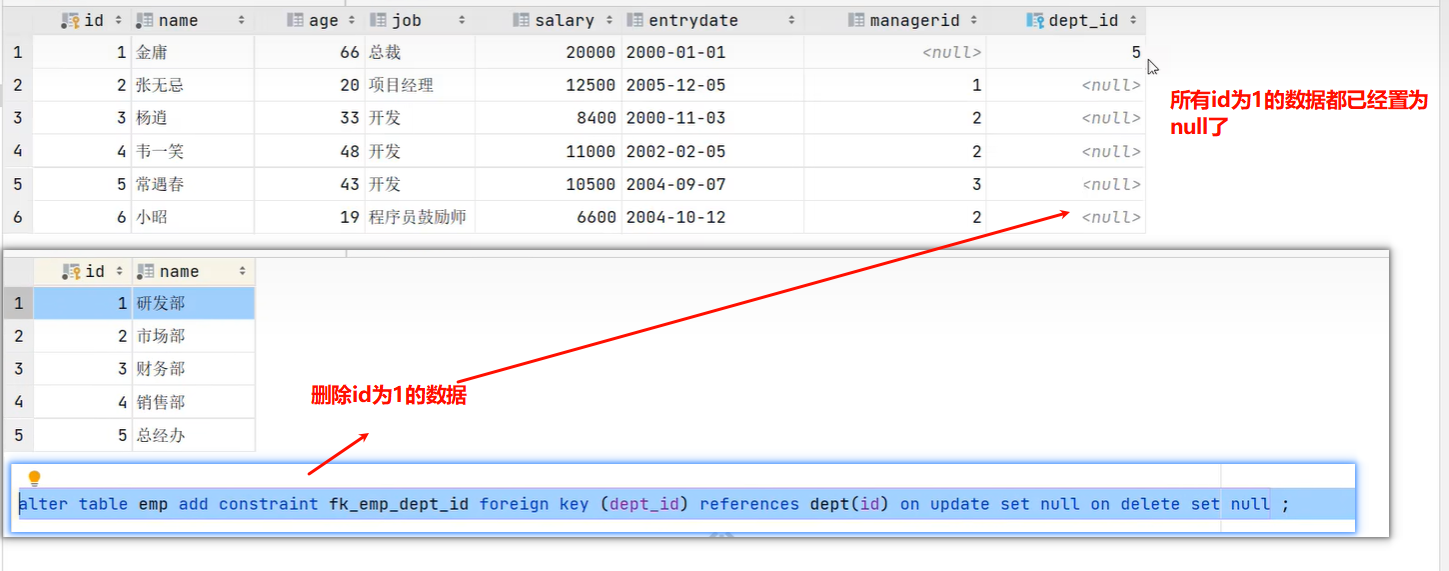 id name age job salary entrydate managerid dept_id
1 1 金庸 66 总裁 20000 2000-01-01 <null> 5
2 2 张无忌 20 项目经理 12500 2005-12-05 1 <null>
3 3 杨逍 33 开发 8400 2000-11-03 2 <null>
4 4 韦一笑 48 开发 11000 2002-02-05 2 <null>
5 5 常遇春 43 开发 10500 2004-09-07 3 <null>
6 6 小昭 19 程序员鼓励师 6600 2004-10-12 2 <null>
所有id为1的数据都已经置为
null了
id name
1 1 研发部
2 2 市场部
3 3 财务部
4 4 销售部
5 5 总经办
删除id为1的数据
alter table emp add constraint fk_emp_dept_id foreign key (dept_id) references dept(id) on update set null on delete set null ;